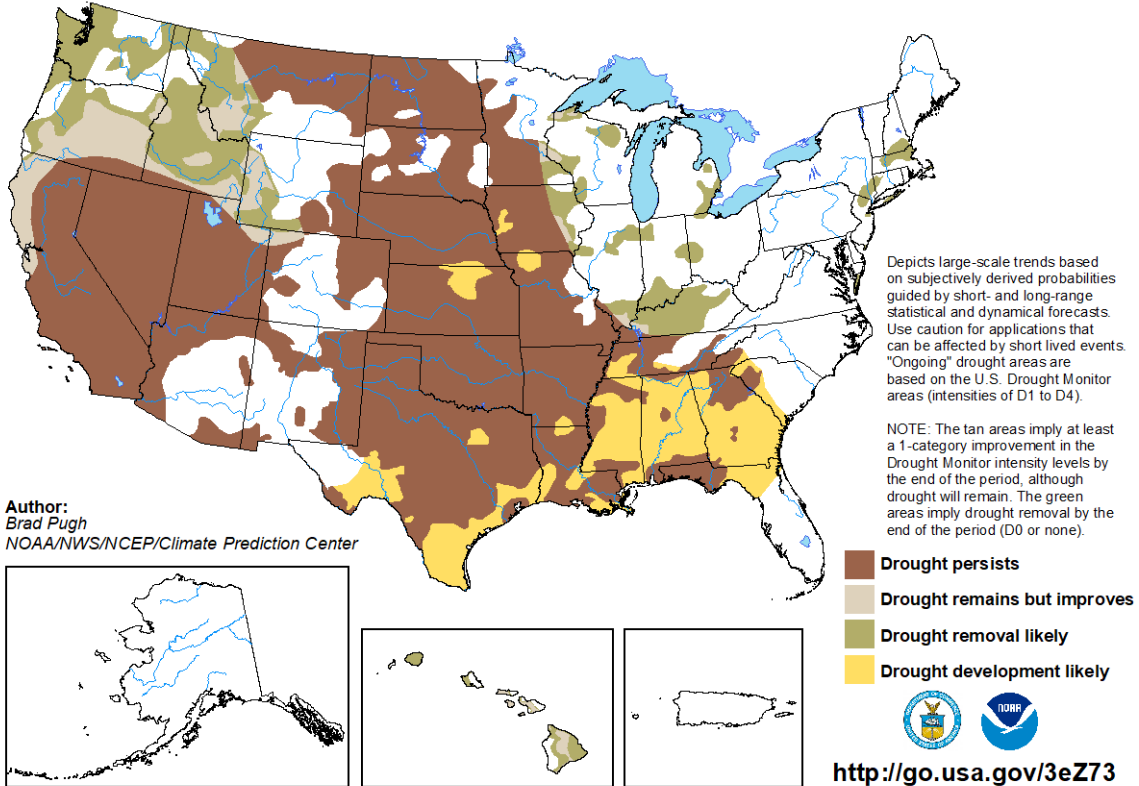 Depicts large-scale trends based
on subjectively derived probabilities
guided by short- and long-range
statistical and dynamical forecasts.
Use caution for applications that
can be affected by short lived events.
"Ongoing" drought areas are
based on the U.S. Drought Monitor
areas (intensities of D1 to D4).
NOTE: The tan areas imply at least
a 1-category improvement in the
Drought Monitor intensity levels by
the end of the period, although
drought will remain. The green
areas imply drought removal by the
end of the period (D0 or none).
Author:
Brad Pugh
NOAA/NWS/NCEP/Climate Prediction Center
Drought persists
Drought remains but improves
Drought removal likely
Drought development likely
NOAA
http://go.usa.gov/3eZ73